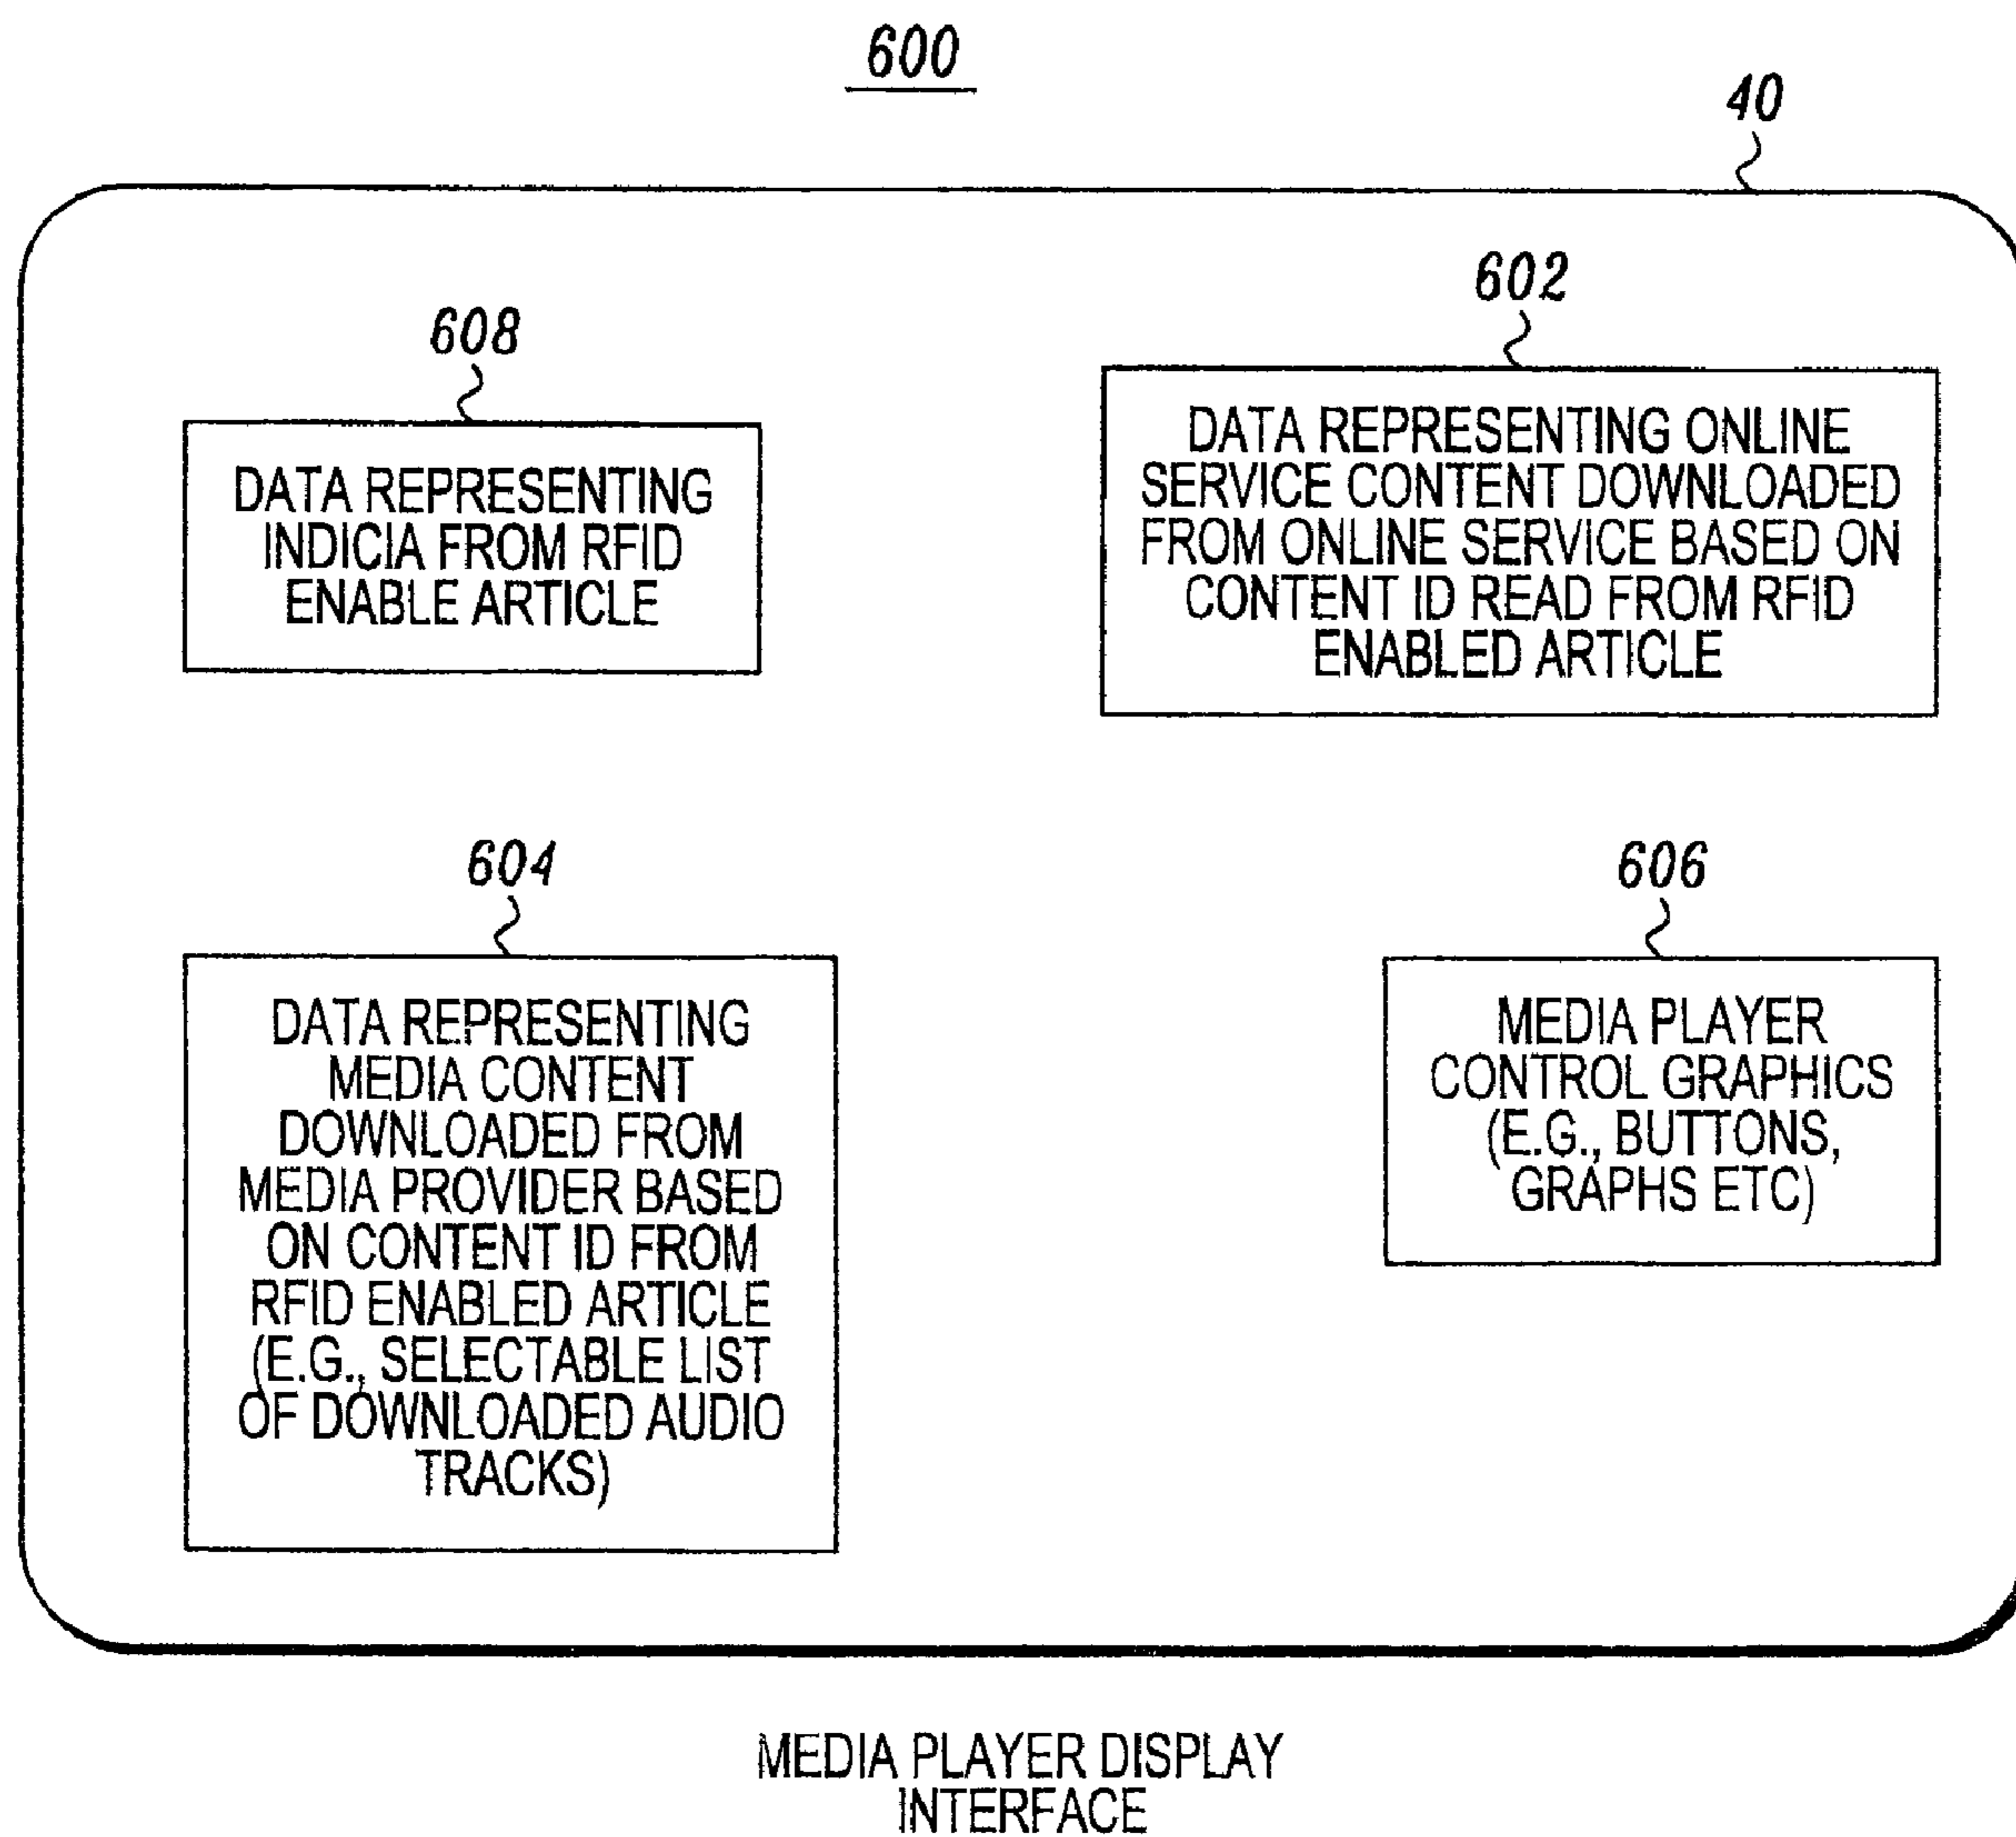 600
40
608
DATA REPRESENTING
INDICIA FROM RFID
ENABLE ARTICLE
602
DATA REPRESENTING ONLINE
SERVICE CONTENT DOWNLOADED
FROM ONLINE SERVICE BASED ON
CONTENT ID READ FROM RFID
ENABLED ARTICLE
604
DATA REPRESENTING
MEDIA CONTENT
DOWNLOADED FROM
MEDIA PROVIDER BASED
ON CONTENT ID FROM
RFID ENABLED ARTICLE
(E.G., SELECTABLE LIST
OF DOWNLOADED AUDIO
TRACKS)
606
MEDIA PLAYER
CONTROL GRAPHICS
(E.G., BUTTONS,
GRAPHS ETC)
MEDIA PLAYER DISPLAY
INTERFACE